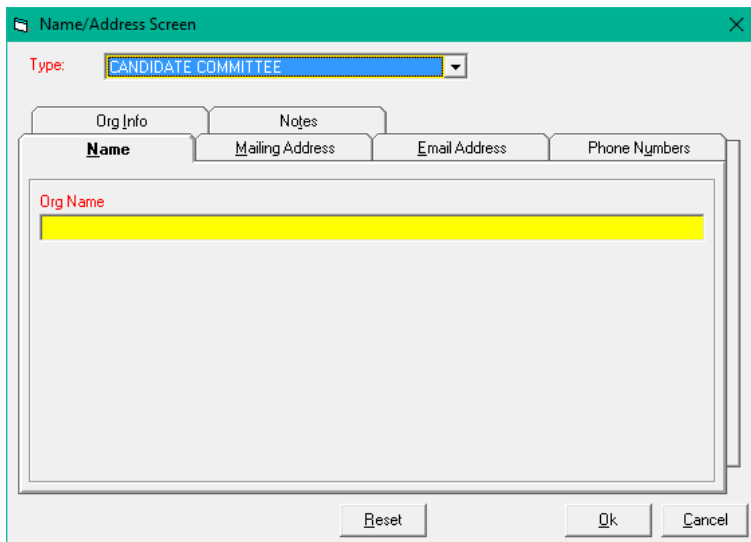 Name/Address Screen
Type: CANDIDATE COMMITTEE
Org Info Notes
Name Mailing Address Email Address Phone Numbers
Org Name
Reset Ok Cancel